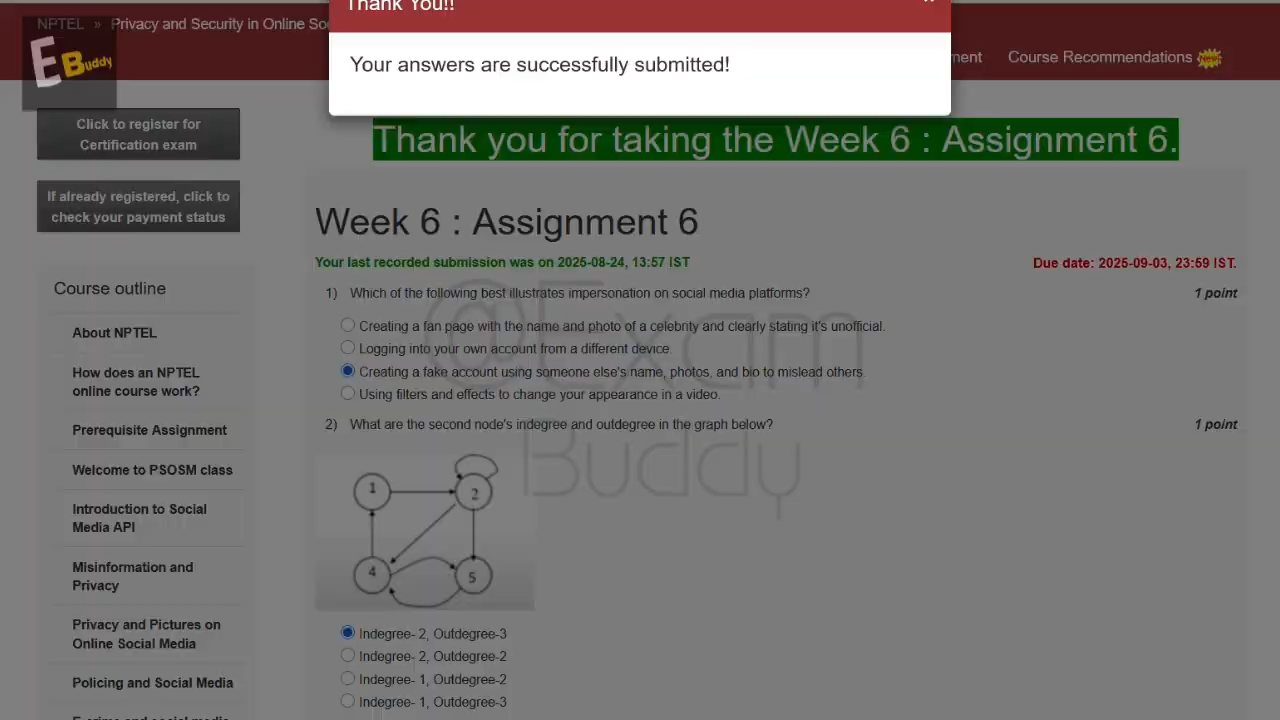 Thank You!!
NPTEL » Privacy and Security in Online So
E Buddy
Your answers are successfully submitted!
Course Recommendations
Click to register for
Certification exam
Thank you for taking the Week 6 : Assignment 6.
If already registered, click to
check your payment status
Week 6 : Assignment 6
Your last recorded submission was on 2025-08-24, 13:57 IST
Due date: 2025-09-03, 23:59 IST.
Course outline
About NPTEL
How does an NPTEL
online course work?
Prerequisite Assignment
Welcome to PSOSM class
Introduction to Social
Media API
Misinformation and
Privacy
Privacy and Pictures on
Online Social Media
Policing and Social Media
1) Which of the following best illustrates impersonation on social media platforms?
1 point
Creating a fan page with the name and photo of a celebrity and clearly stating it's unofficial.
Logging into your own account from a different device.
Creating a fake account using someone else's name, photos, and bio to mislead others.
Using filters and effects to change your appearance in a video.
2) What are the second node's indegree and outdegree in the graph below?
1 point
1
2
4
5
Indegree- 2, Outdegree-3
Indegree- 2, Outdegree-2
Indegree- 1, Outdegree-2
Indegree- 1, Outdegree-3
@Exam
Buddy